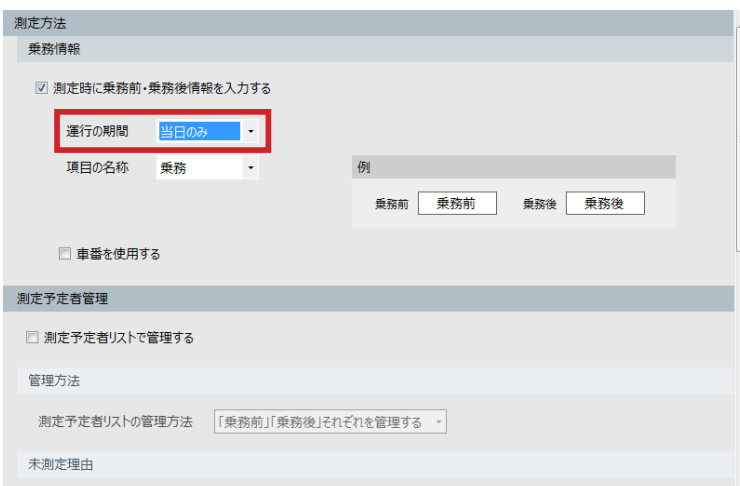 測定方法
乗務情報
測定時に乗務前・乗務後情報を入力する
運行の期間 当日のみ
項目の名称 乗務
例
乗務前 乗務前 乗務後 乗務後
車番を使用する
測定予定者管理
測定予定者リストで管理する
管理方法
測定予定者リストの管理方法 「乗務前」「乗務後」それぞれを管理する
未測定理由